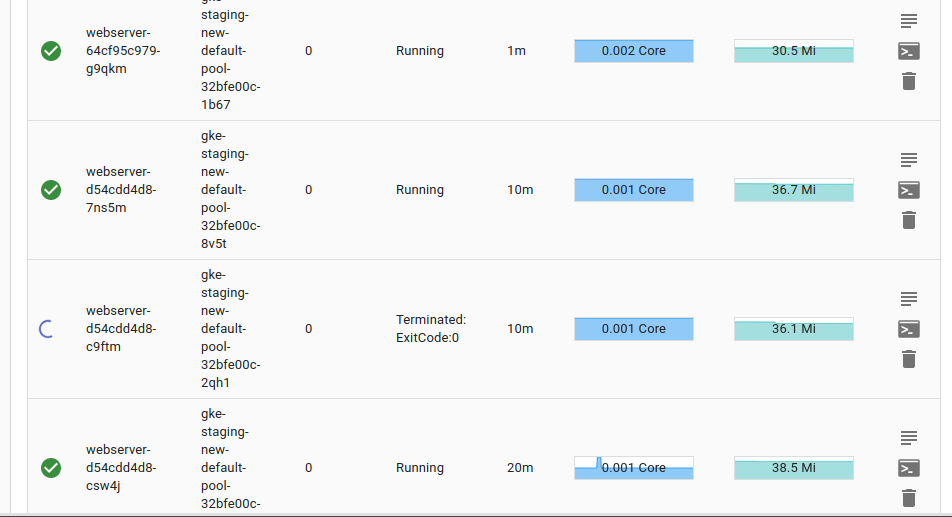 gke-
staging-
new-
default-
pool-
32bfe00c-
1b67
webserver-
64cf95c979-
g9qkm
0
Running
1m
0.002 Core
30.5 Mi
gke-
staging-
new-
default-
pool-
32bfe00c-
8v5t
webserver-
d54cdd4d8-
7ns5m
0
Running
10m
0.001 Core
36.7 Mi
gke-
staging-
new-
default-
pool-
32bfe00c-
2qh1
webserver-
d54cdd4d8-
c9ftm
0
Terminated:
ExitCode:0
10m
0.001 Core
36.1 Mi
gke-
staging-
new-
default-
pool-
32bfe00c-
webserver-
d54cdd4d8-
csw4j
0
Running
20m
0.001 Core
38.5 Mi